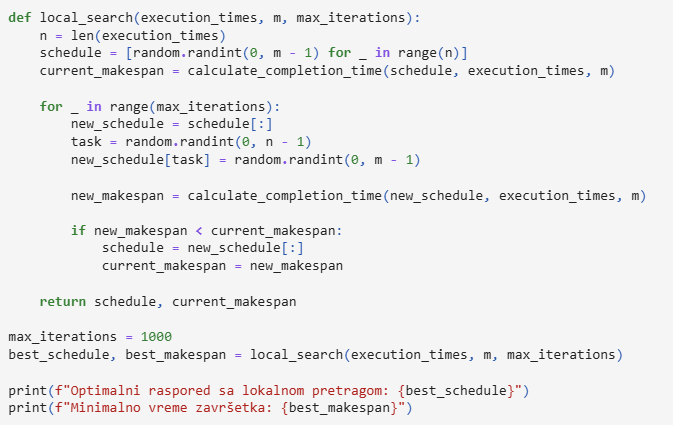 def local_search(execution_times, m, max_iterations):
    n = len(execution_times)
    schedule = [random.randint(0, m - 1) for _ in range(n)]
    current_makespan = calculate_completion_time(schedule, execution_times, m)

    for _ in range(max_iterations):
        new_schedule = schedule[:]
        task = random.randint(0, n - 1)
        new_schedule[task] = random.randint(0, m - 1)

        new_makespan = calculate_completion_time(new_schedule, execution_times, m)

        if new_makespan < current_makespan:
            schedule = new_schedule[:]
            current_makespan = new_makespan

    return schedule, current_makespan

max_iterations = 1000
best_schedule, best_makespan = local_search(execution_times, m, max_iterations)

print(f"Optimalni raspored sa lokalnom pretragom: {best_schedule}")
print(f"Minimalno vreme završetka: {best_makespan}")